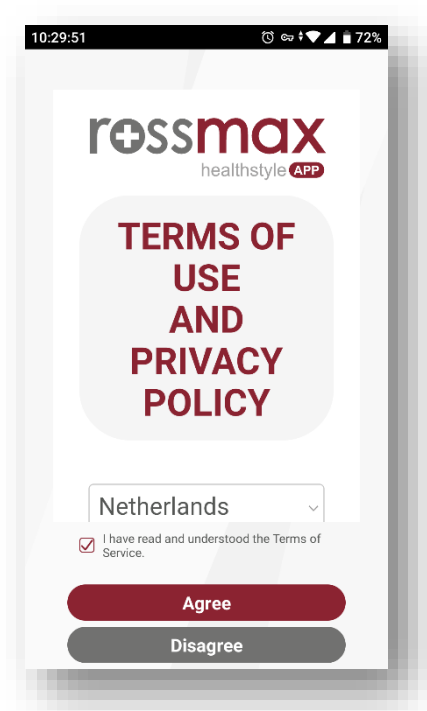 10:29:51 72%
rossmax
healthstyle APP
TERMS OF
USE
AND
PRIVACY
POLICY
Netherlands
I have read and understood the Terms of
Service.
Agree
Disagree